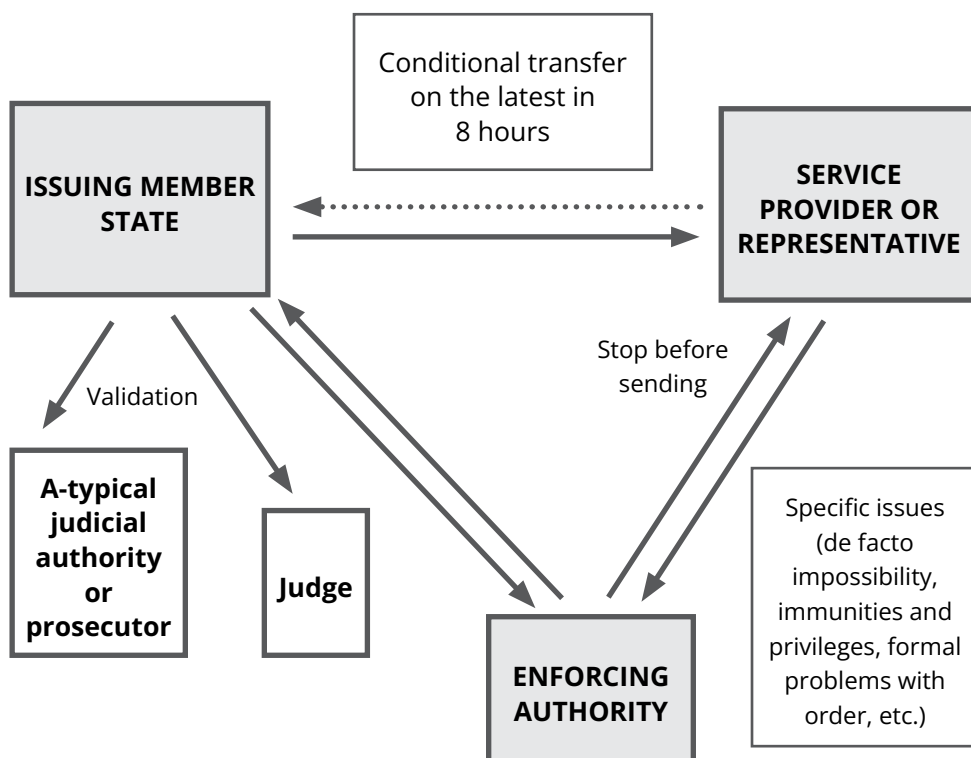 Conditional transfer
on the latest in
8 hours
ISSUING MEMBER
STATE
SERVICE
PROVIDER OR
REPRESENTATIVE
Stop before
sending
Validation
A-typical
judicial
authority
or
prosecutor
Judge
Specific issues
(de facto
impossibility,
immunities and
privileges, formal
problems with
order, etc.)
ENFORCING
AUTHORITY